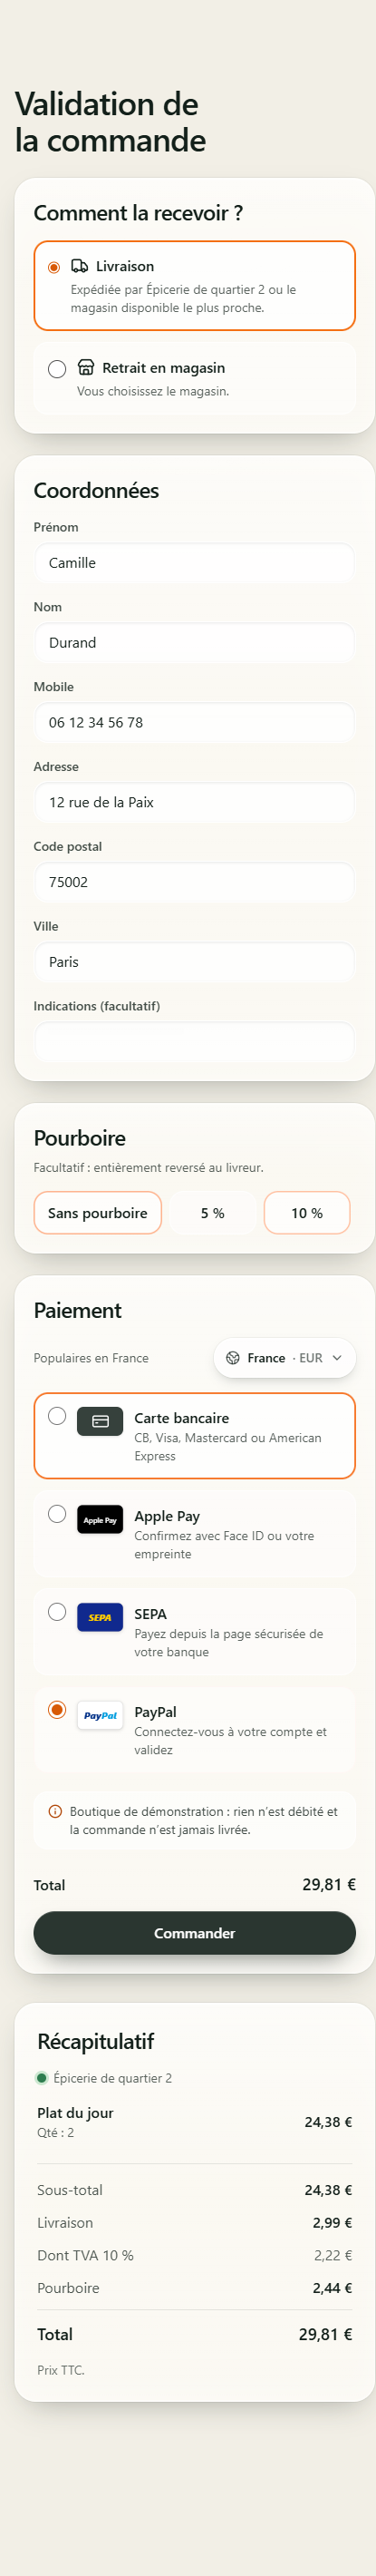 Validation de
la commande
Comment la recevoir ?
Livraison
Expédiée par Épicerie de quartier 2 ou le
magasin disponible le plus proche.
Retrait en magasin
Vous choisissez le magasin.
Coordonnées
Prénom
Camille
Nom
Durand
Mobile
06 12 34 56 78
Adresse
12 rue de la Paix
Code postal
75002
Ville
Paris
Indications (facultatif)
Pourboire
Facultatif : entièrement reversé au livreur.
Sans pourboire 5 % 10 %
Paiement
Populaires en France France · EUR
Carte bancaire
CB, Visa, Mastercard ou American
Express
Apple Pay Apple Pay
Confirmez avec Face ID ou votre
empreinte
SEPA SEPA
Payez depuis la page sécurisée de
votre banque
PayPal PayPal
Connectez-vous à votre compte et
validez
Boutique de démonstration : rien n’est débité et
la commande n’est jamais livrée.
Total 29,81 €
Commander
Récapitulatif
Épicerie de quartier 2
Plat du jour 24,38 €
Qté : 2
Sous-total 24,38 €
Livraison 2,99 €
Dont TVA 10 % 2,22 €
Pourboire 2,44 €
Total 29,81 €
Prix TTC.